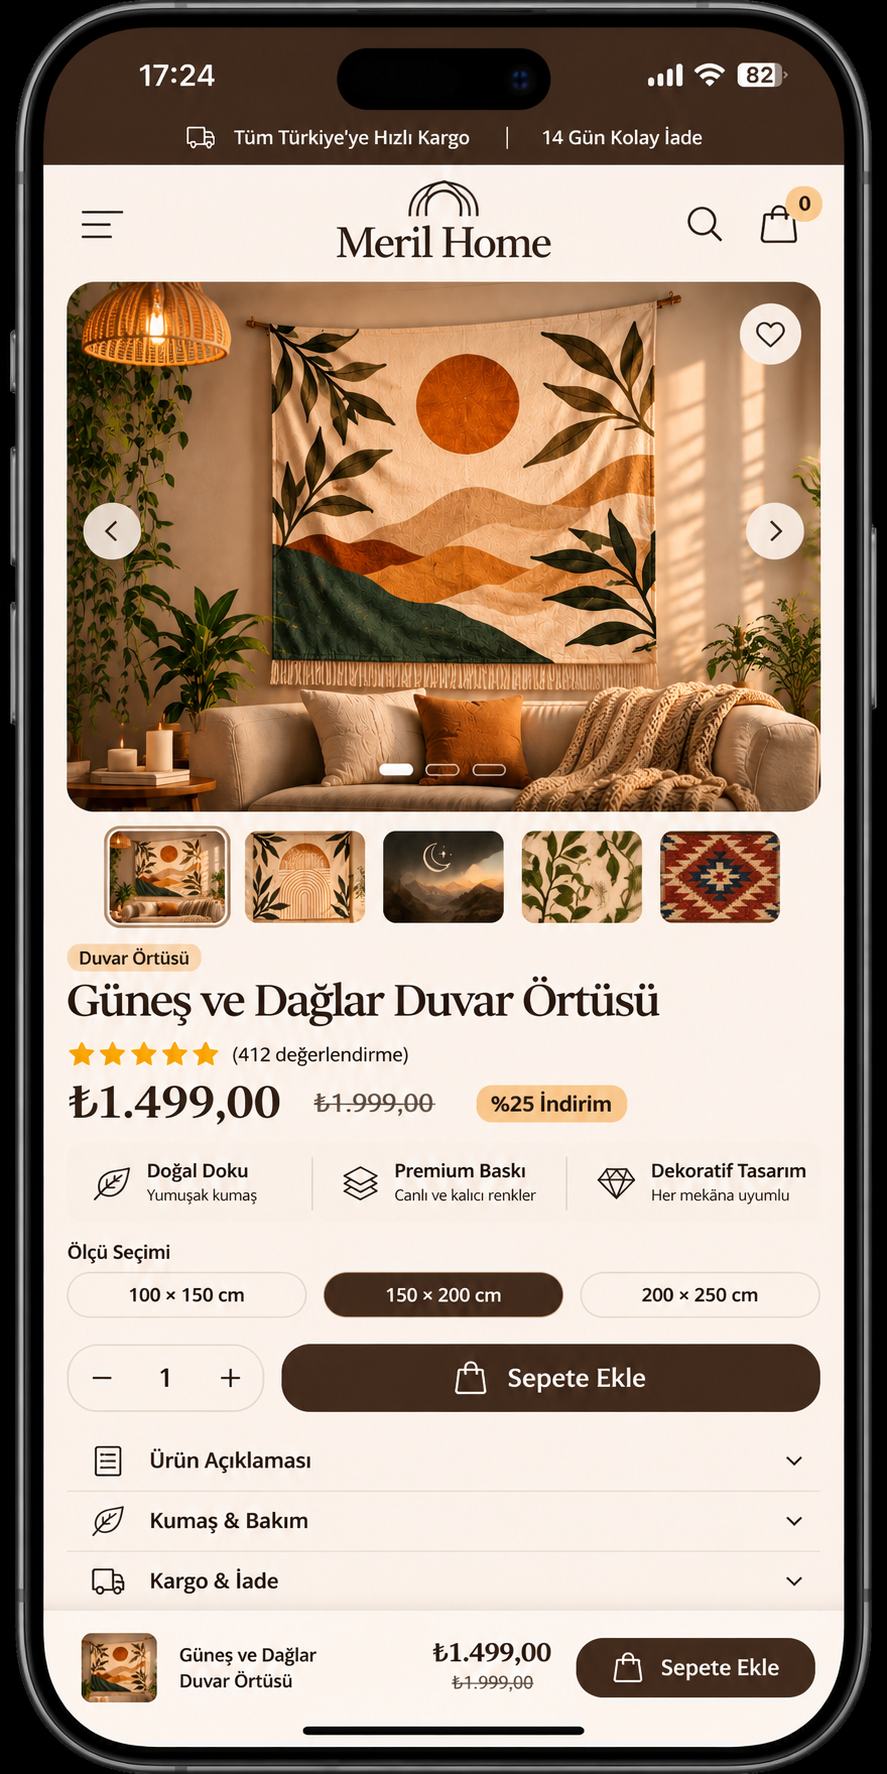 17:24
82
Tüm Türkiye'ye Hızlı Kargo | 14 Gün Kolay İade
Meril Home
0
Duvar Örtüsü
Güneş ve Dağlar Duvar Örtüsü
(412 değerlendirme)
₺1.499,00 ₺1.999,00 %25 İndirim
Doğal Doku
Yumuşak kumaş
Premium Baskı
Canlı ve kalıcı renkler
Dekoratif Tasarım
Her mekâna uyumlu
Ölçü Seçimi
100 × 150 cm
150 × 200 cm
200 × 250 cm
− 1 +
Sepete Ekle
Ürün Açıklaması
Kumaş & Bakım
Kargo & İade
Güneş ve Dağlar
Duvar Örtüsü
₺1.499,00
₺1.999,00
Sepete Ekle